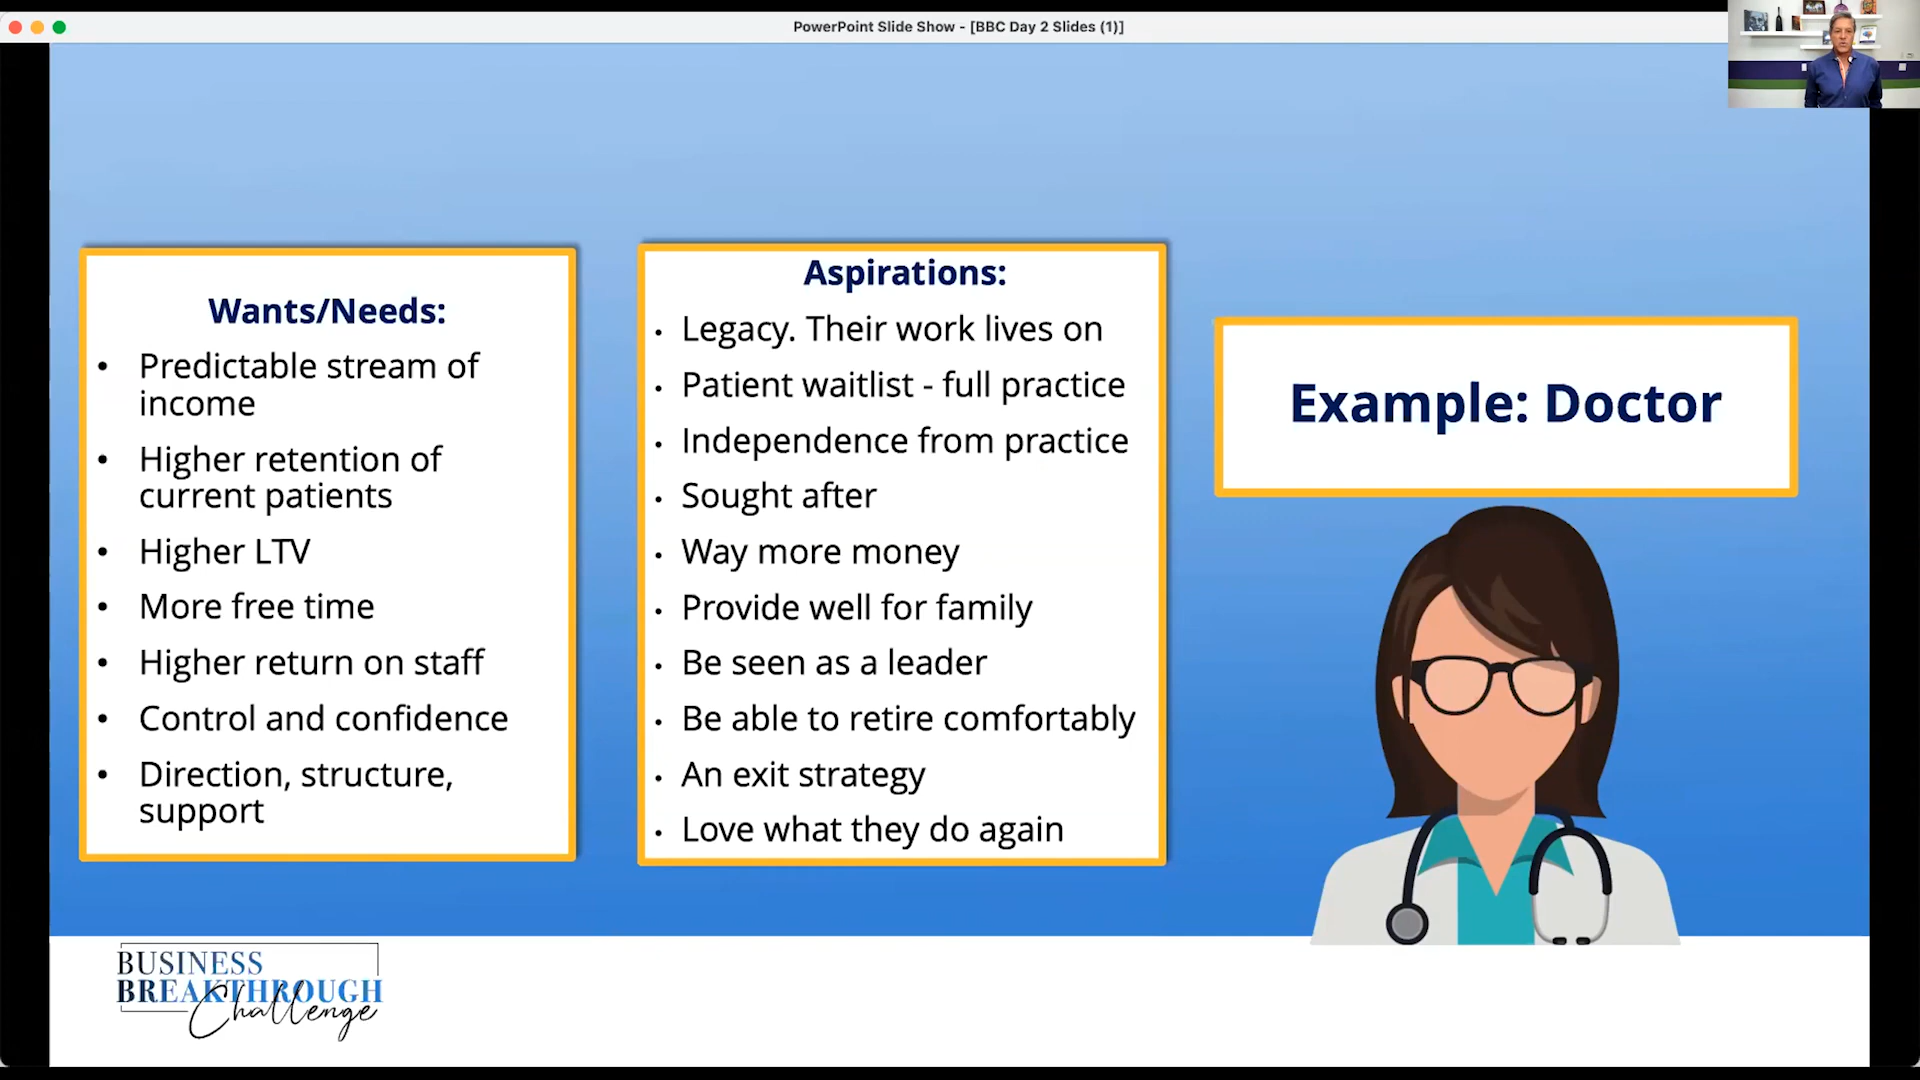 PowerPoint Slide Show - [BBC Day 2 Slides (1)]
Wants/Needs:
• Predictable stream of
income
• Higher retention of
current patients
• Higher LTV
• More free time
• Higher return on staff
• Control and confidence
• Direction, structure,
support
Aspirations:
• Legacy. Their work lives on
• Patient waitlist - full practice
• Independence from practice
• Sought after
• Way more money
• Provide well for family
• Be seen as a leader
• Be able to retire comfortably
• An exit strategy
• Love what they do again
Example: Doctor
BUSINESS
BREAKTHROUGH
Challenge